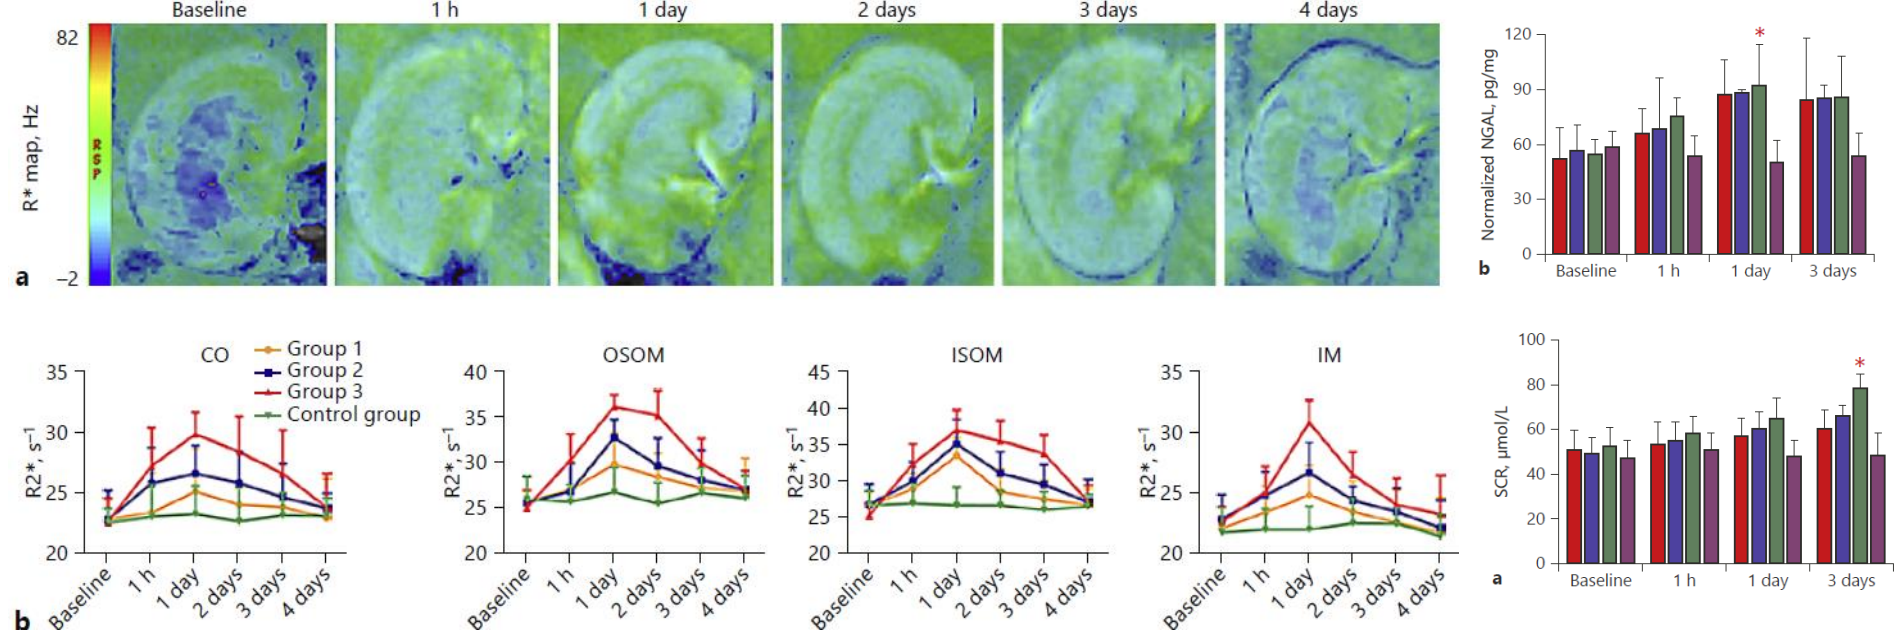 Baseline
1 h
1 day
2 days
3 days
4 days
82
R* map, Hz
R
S
P
–2
a
120
90
60
30
0
Normalized NGAL, pg/mg
*
Baseline
1 h
1 day
3 days
b
CO
Group 1
Group 2
Group 3
Control group
35
30
25
20
R2*, s–1
Baseline
1 h
1 day
2 days
3 days
4 days
OSOM
40
35
30
25
20
R2*, s–1
Baseline
1 h
1 day
2 days
3 days
4 days
ISOM
45
40
35
30
25
20
R2*, s–1
Baseline
1 h
1 day
2 days
3 days
4 days
IM
35
30
25
20
R2*, s–1
Baseline
1 h
1 day
2 days
3 days
4 days
b
100
80
60
40
20
0
SCR, µmol/L
*
Baseline
1 h
1 day
3 days
a